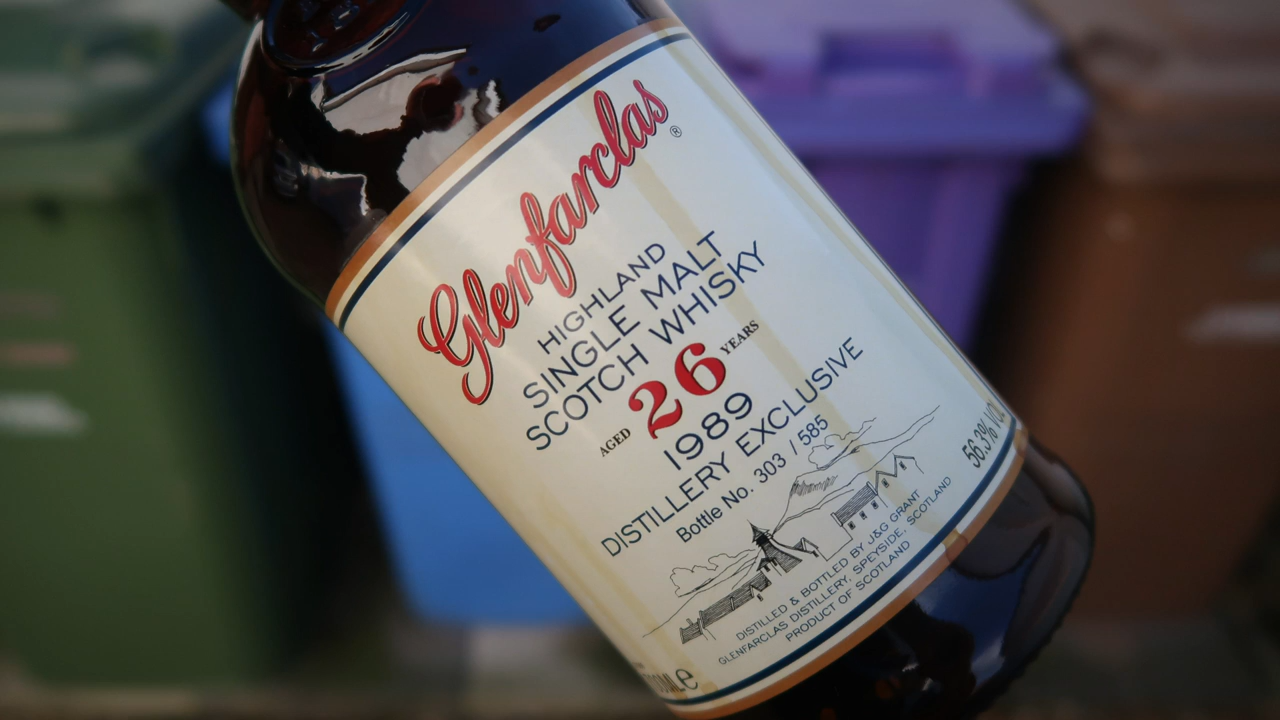 Glenfarclas®
HIGHLAND
SINGLE MALT
SCOTCH WHISKY
AGED 26 YEARS
1989
DISTILLERY EXCLUSIVE
Bottle No. 303 / 585
56.3% VOL
DISTILLED & BOTTLED BY J&G GRANT
GLENFARCLAS DISTILLERY, SPEYSIDE, SCOTLAND
PRODUCT OF SCOTLAND